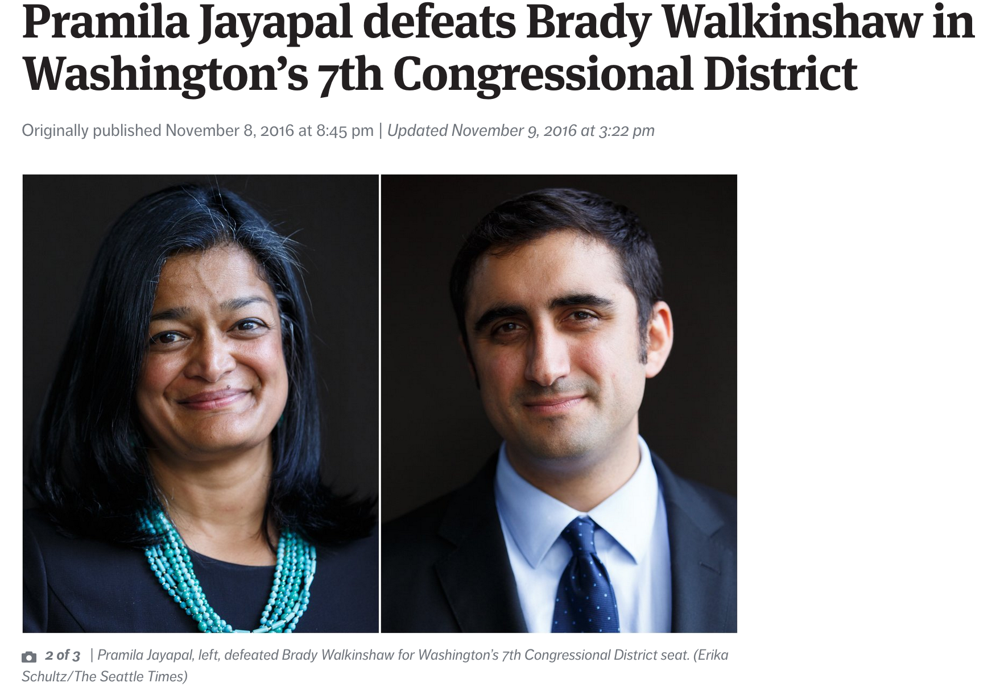 Pramila Jayapal defeats Brady Walkinshaw in
Washington’s 7th Congressional District
Originally published November 8, 2016 at 8:45 pm | Updated November 9, 2016 at 3:22 pm
2 of 3 | Pramila Jayapal, left, defeated Brady Walkinshaw for Washington’s 7th Congressional District seat. (Erika
Schultz/The Seattle Times)